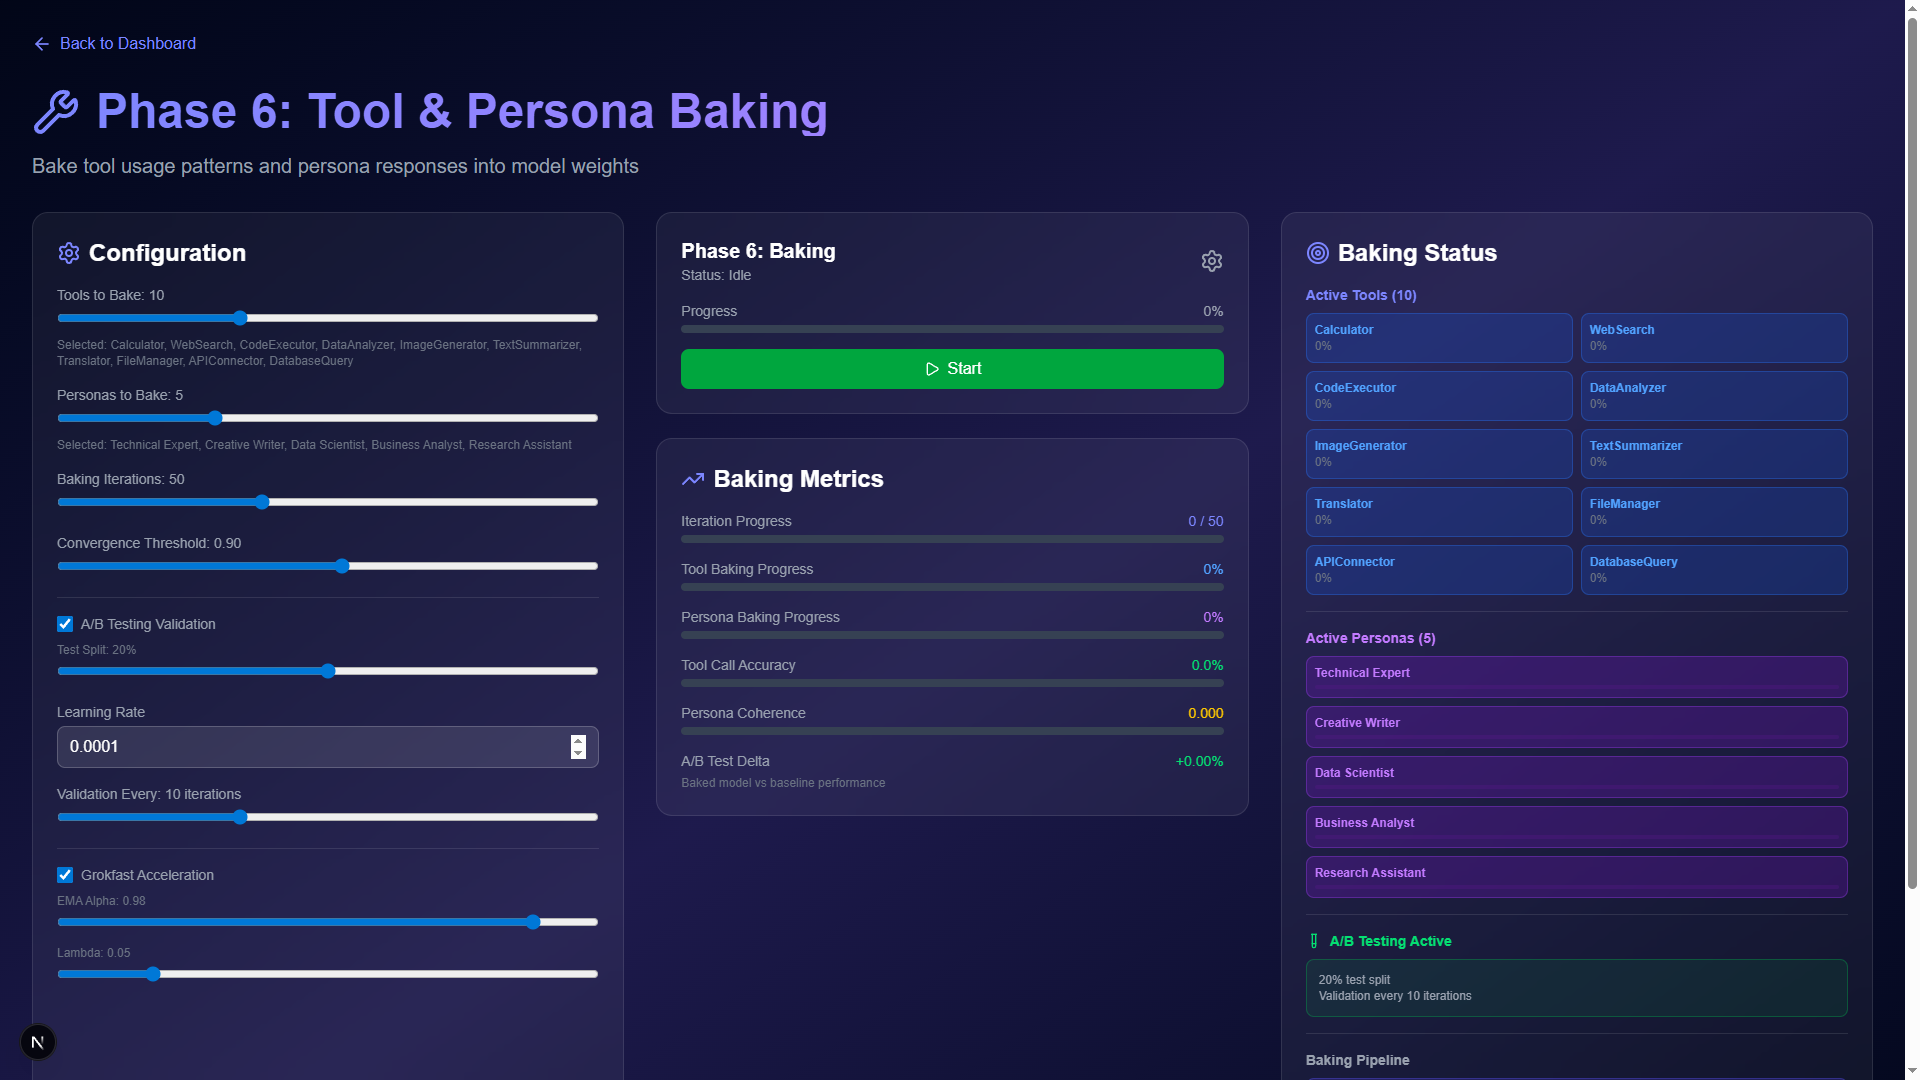 Back to Dashboard
Phase 6: Tool & Persona Baking
Bake tool usage patterns and persona responses into model weights
Configuration
Tools to Bake: 10
Selected: Calculator, WebSearch, CodeExecutor, DataAnalyzer, ImageGenerator, TextSummarizer,
Translator, FileManager, APIConnector, DatabaseQuery
Personas to Bake: 5
Selected: Technical Expert, Creative Writer, Data Scientist, Business Analyst, Research Assistant
Baking Iterations: 50
Convergence Threshold: 0.90
A/B Testing Validation
Test Split: 20%
Learning Rate
0.0001
Validation Every: 10 iterations
Grokfast Acceleration
EMA Alpha: 0.98
Lambda: 0.05
N
Phase 6: Baking
Status: Idle
Progress 0%
Start
Baking Metrics
Iteration Progress 0 / 50
Tool Baking Progress 0%
Persona Baking Progress 0%
Tool Call Accuracy 0.0%
Persona Coherence 0.000
A/B Test Delta +0.00%
Baked model vs baseline performance
Baking Status
Active Tools (10)
Calculator
0%
WebSearch
0%
CodeExecutor
0%
DataAnalyzer
0%
ImageGenerator
0%
TextSummarizer
0%
Translator
0%
FileManager
0%
APIConnector
0%
DatabaseQuery
0%
Active Personas (5)
Technical Expert
Creative Writer
Data Scientist
Business Analyst
Research Assistant
A/B Testing Active
20% test split
Validation every 10 iterations
Baking Pipeline